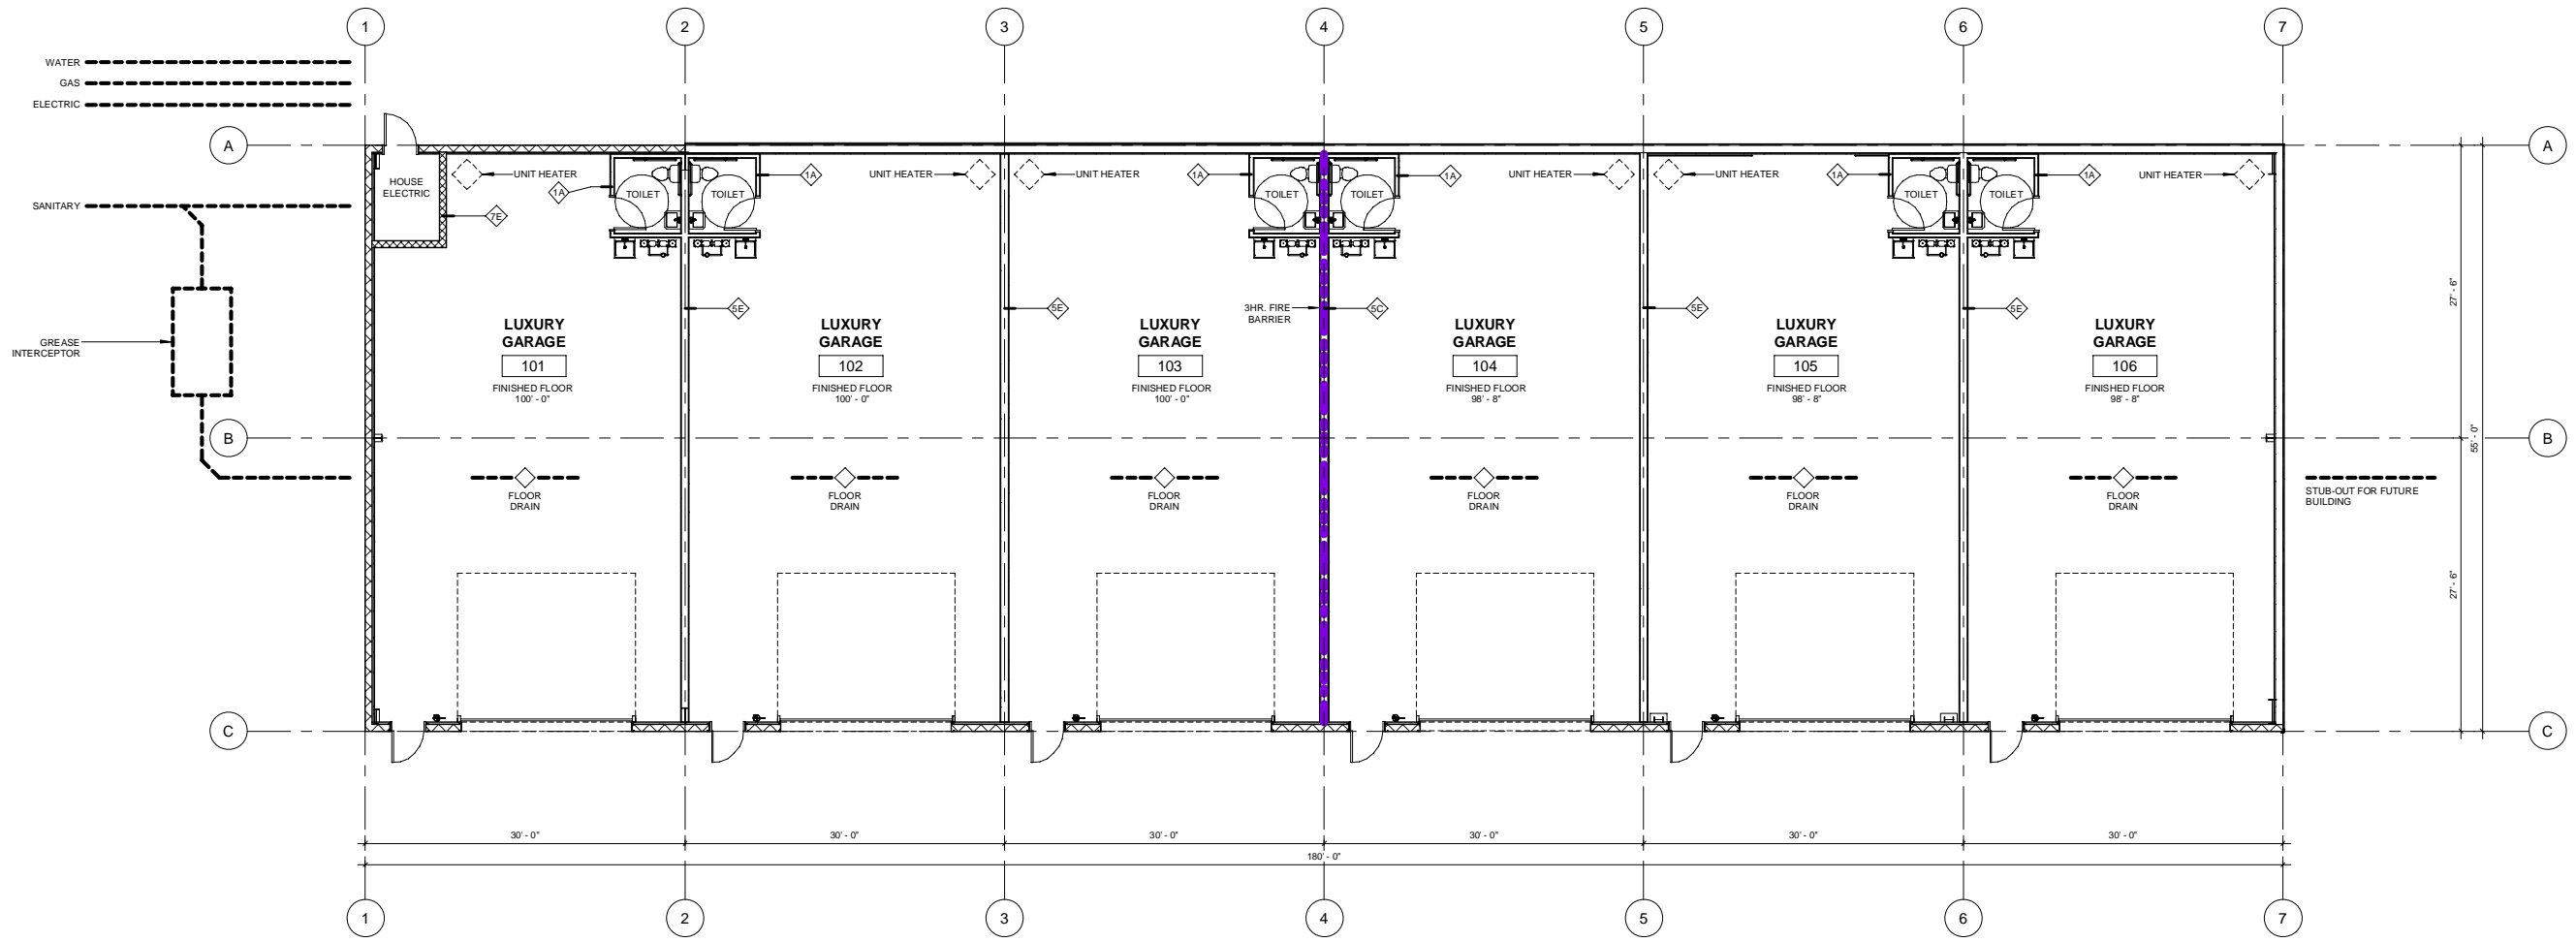 1 2 3 4 5 6 7
WATER
GAS
ELECTRIC
A A
HOUSE
ELECTRIC
UNIT HEATER
1A
TOILET
TOILET
1A
UNIT HEATER
UNIT HEATER
1A
TOILET
TOILET
1A
UNIT HEATER
UNIT HEATER
1A
TOILET
TOILET
1A
UNIT HEATER
SANITARY
7E
5E
5E
3HR. FIRE
BARRIER
5C
5E
5E
GREASE
INTERCEPTOR
LUXURY
GARAGE
101
FINISHED FLOOR
100' - 0"
LUXURY
GARAGE
102
FINISHED FLOOR
100' - 0"
LUXURY
GARAGE
103
FINISHED FLOOR
100' - 0"
LUXURY
GARAGE
104
FINISHED FLOOR
98' - 8"
LUXURY
GARAGE
105
FINISHED FLOOR
98' - 8"
LUXURY
GARAGE
106
FINISHED FLOOR
98' - 8"
27' - 6"
55' - 0"
27' - 6"
B B
FLOOR
DRAIN
FLOOR
DRAIN
FLOOR
DRAIN
FLOOR
DRAIN
FLOOR
DRAIN
FLOOR
DRAIN
STUB-OUT FOR FUTURE
BUILDING
C C
30' - 0" 30' - 0" 30' - 0" 30' - 0" 30' - 0" 30' - 0"
180' - 0"
1 2 3 4 5 6 7